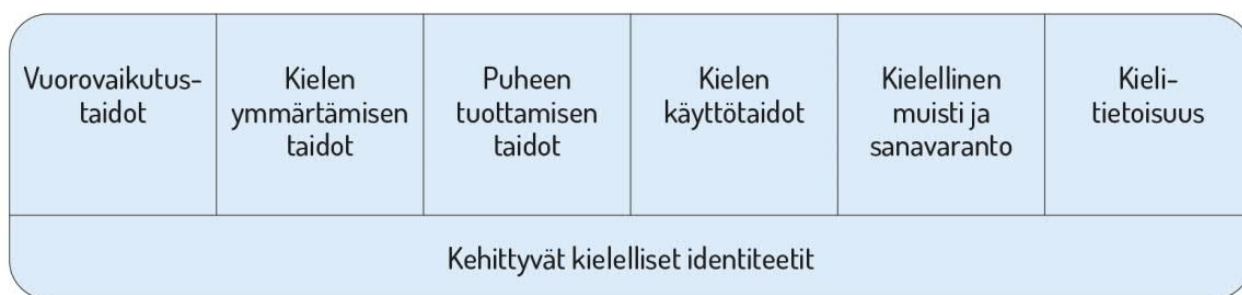 Vuorovaikutus-
taidot
Kielen
ymmärtämisen
taidot
Puheen
tuottamisen
taidot
Kielen
käyttötaidot
Kielellinen
muisti ja
sanavaranto
Kieli-
tietoisuus
Kehittyvät kielelliset identiteetit